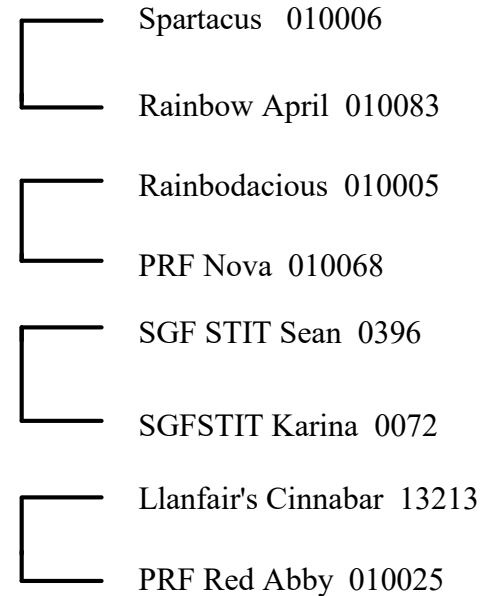 Spartacus 010006
Rainbow April 010083
Rainbodacious 010005
PRF Nova 010068
SGF STIT Sean 0396
SGFSTIT Karina 0072
Llanfair's Cinnabar 13213
PRF Red Abby 010025